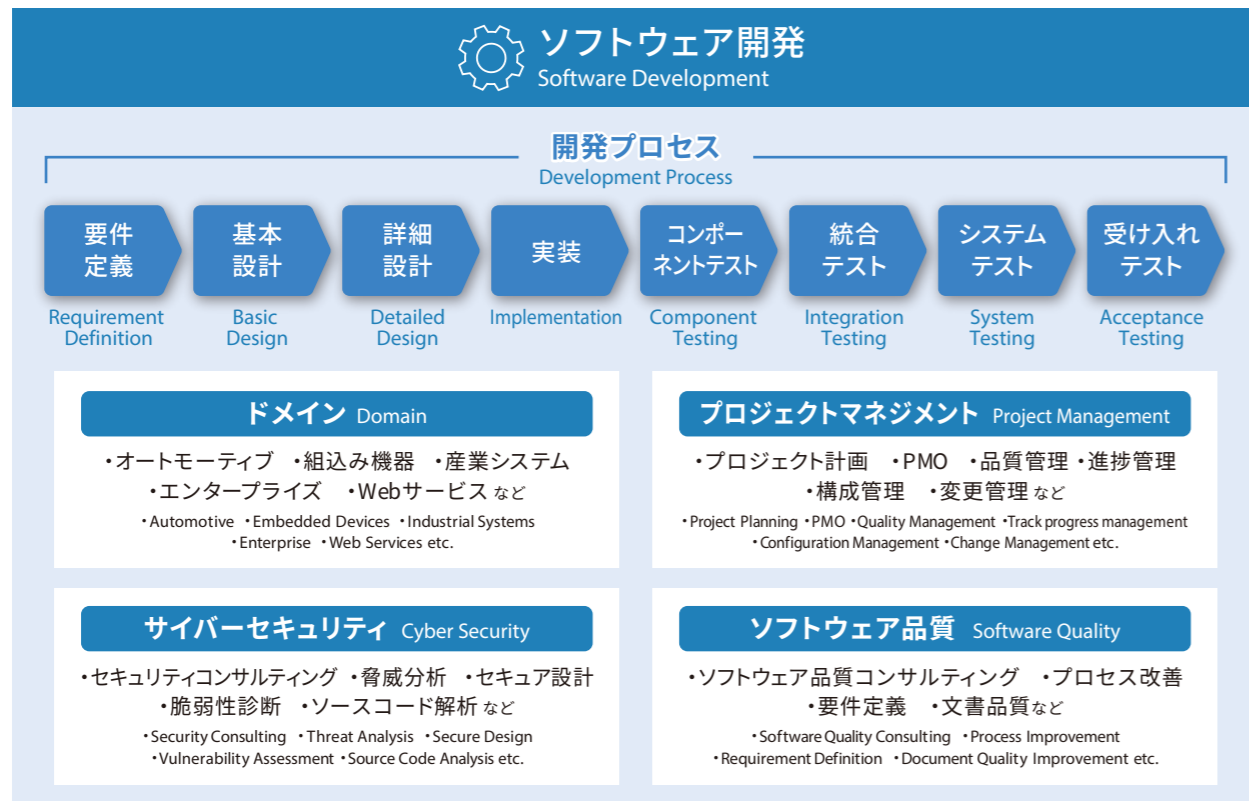 ソフトウェア開発
Software Development
開発プロセス
Development Process
要件
定義
基本
設計
詳細
設計
実装
コンポー
ネントテスト
統合
テスト
システム
テスト
受け入れ
テスト
Requirement
Definition
Basic
Design
Detailed
Design
Implementation
Component
Testing
Integration
Testing
System
Testing
Acceptance
Testing
ドメイン Domain
・オートモーティブ ・組込み機器 ・産業システム
・エンタープライズ ・Webサービス など
・Automotive ・Embedded Devices ・Industrial Systems
・Enterprise ・Web Services etc.
プロジェクトマネジメント Project Management
・プロジェクト計画 ・PMO ・品質管理 ・進捗管理
・構成管理 ・変更管理 など
・Project Planning ・PMO ・Quality Management ・Track progress management
・Configuration Management ・Change Management etc.
サイバーセキュリティ Cyber Security
・セキュリティコンサルティング ・脅威分析 ・セキュア設計
・脆弱性診断 ・ソースコード解析 など
・Security Consulting ・Threat Analysis ・Secure Design
・Vulnerability Assessment ・Source Code Analysis etc.
ソフトウェア品質 Software Quality
・ソフトウェア品質コンサルティング ・プロセス改善
・要件定義 ・文書品質など
・Software Quality Consulting ・Process Improvement
・Requirement Definition ・Document Quality Improvement etc.